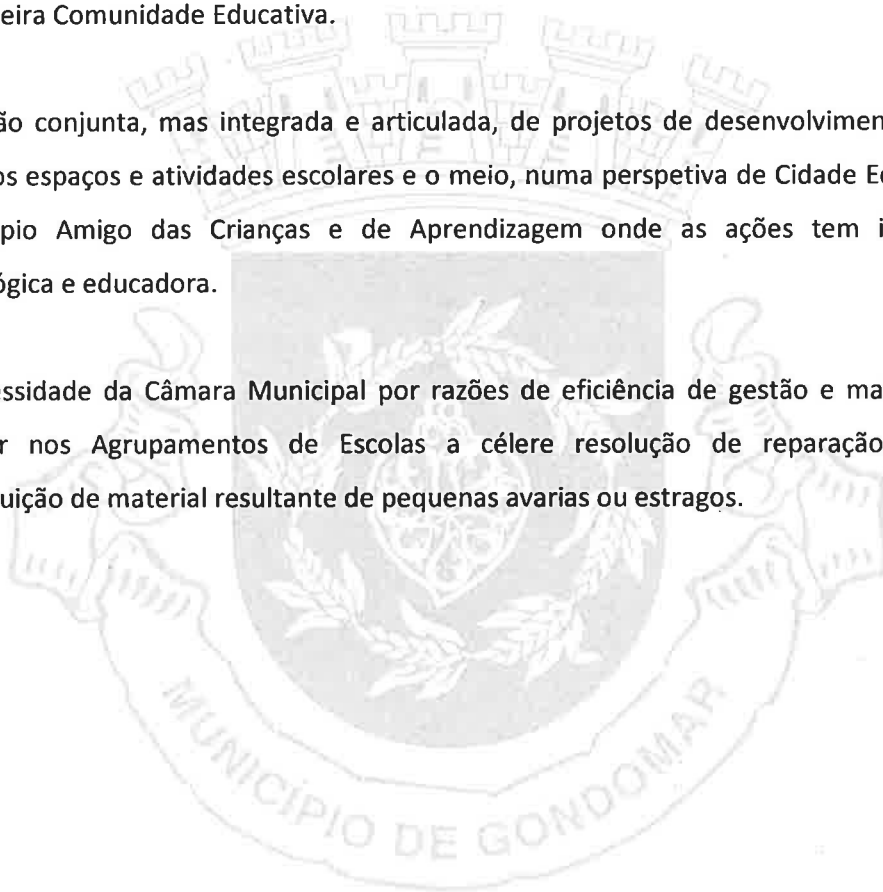 eira Comunidade Educativa.
ão conjunta, mas integrada e articulada, de projetos de desenvolvimen
os espaços e atividades escolares e o meio, numa perspetiva de Cidade E
pio Amigo das Crianças e de Aprendizagem onde as ações tem i
ógica e educadora.
ssidade da Câmara Municipal por razões de eficiência de gestão e ma
r nos Agrupamentos de Escolas a célere resolução de reparação
uição de material resultante de pequenas avarias ou estragos.
MUNICÍPIO DE GONDOMAR